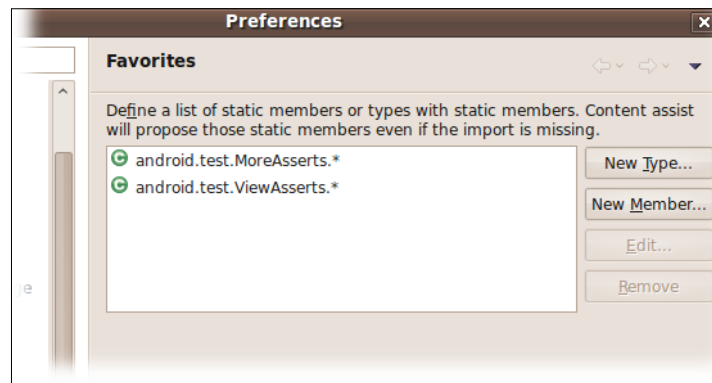 Preferences
Favorites
Define a list of static members or types with static members. Content assist
will propose those static members even if the import is missing.
android.test.MoreAsserts.*
android.test.ViewAsserts.*
New Type...
New Member...
Edit...
Remove